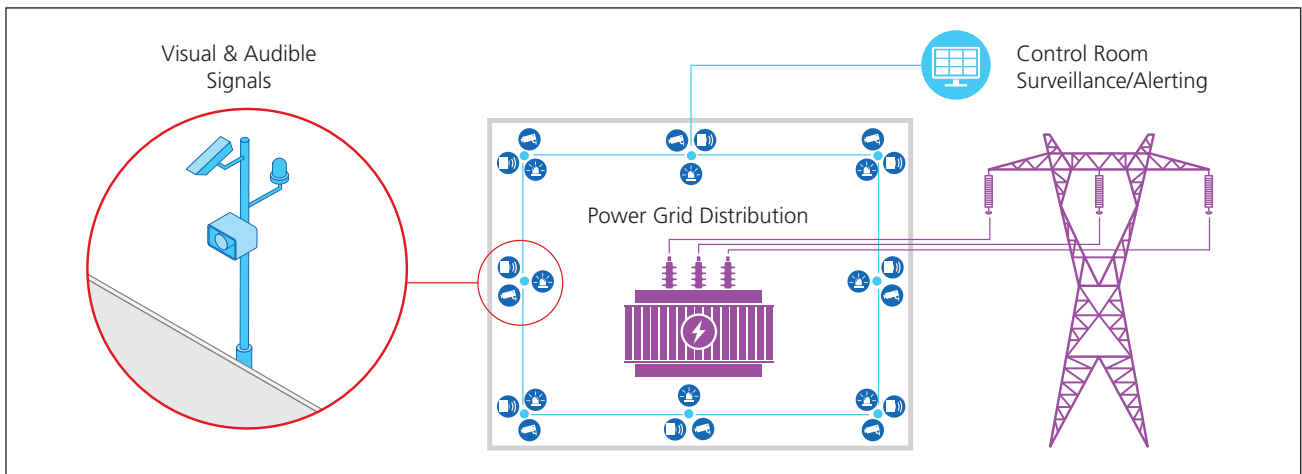 Visual & Audible
Signals
Control Room
Surveillance/Alerting
Power Grid Distribution